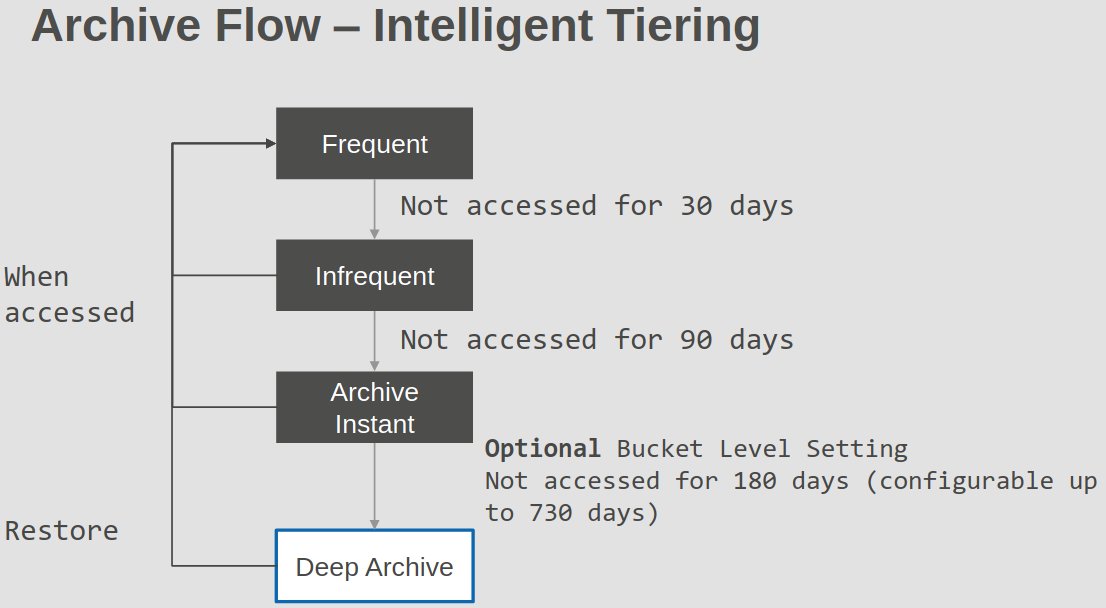 Archive Flow – Intelligent Tiering
Frequent
Not accessed for 30 days
Infrequent
When
accessed
Not accessed for 90 days
Archive
Instant
Optional Bucket Level Setting
Not accessed for 180 days (configurable up
to 730 days)
Restore
Deep Archive